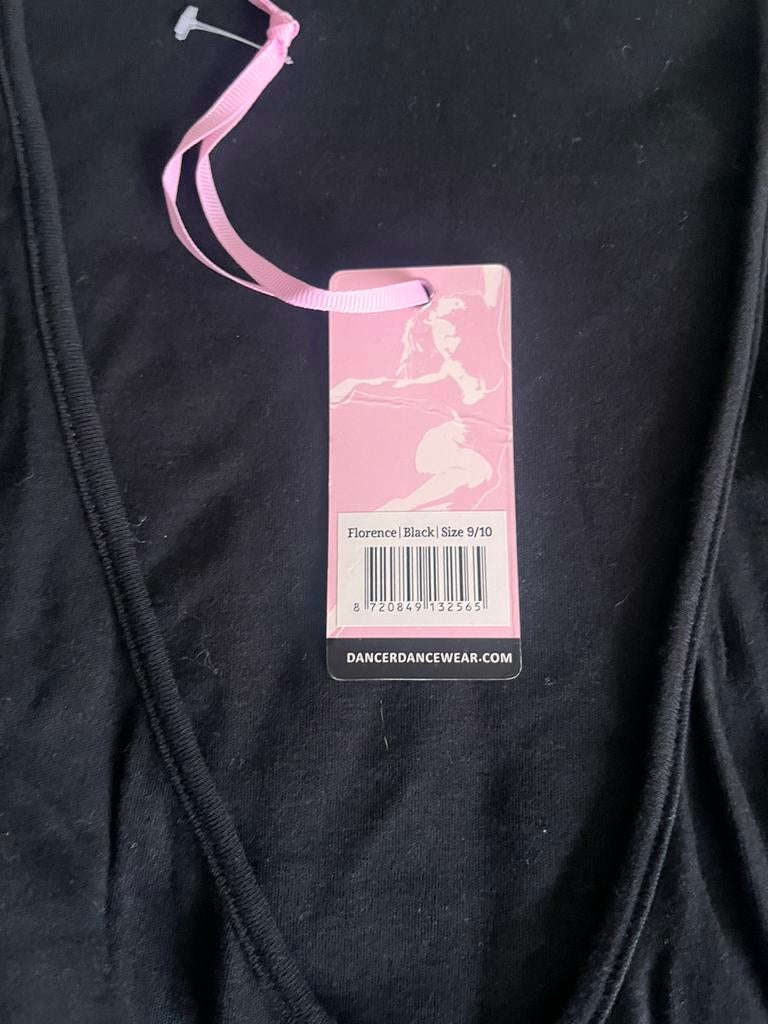 Florence|Black|Size 9/10
8 720849 132565
DANCERDANCEWEAR.COM